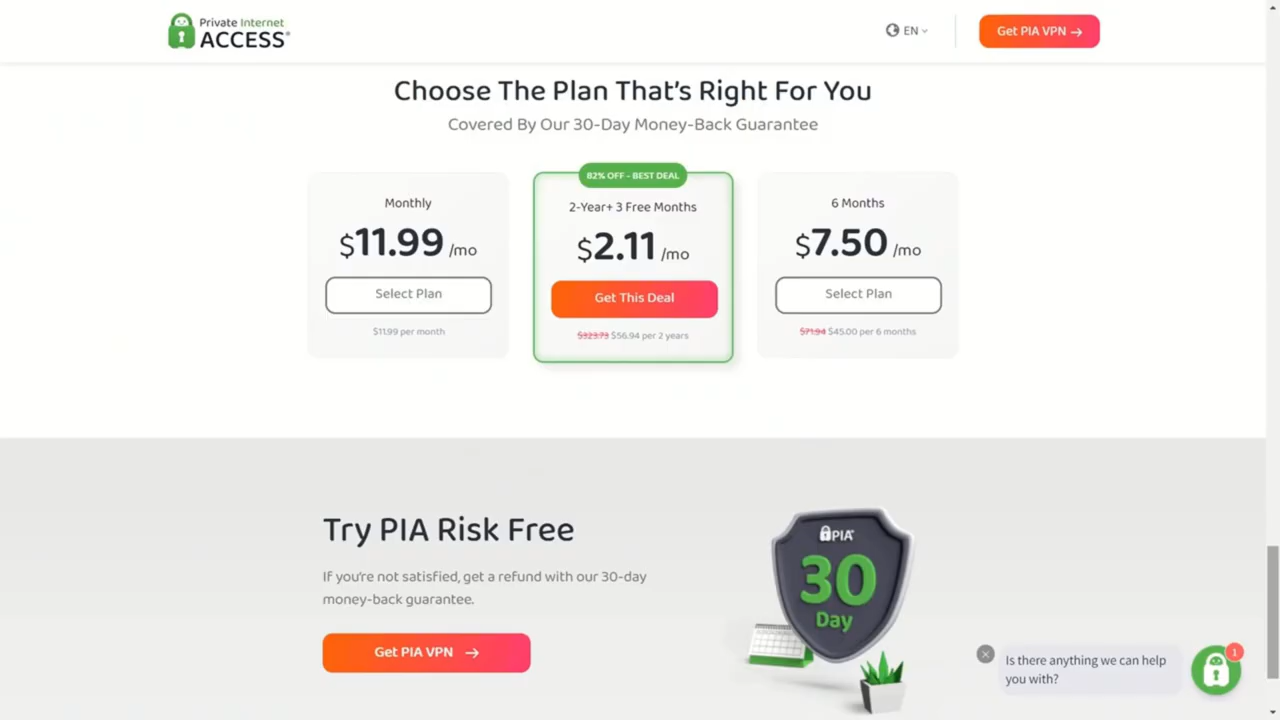 Private Internet
ACCESS®
EN
Get PIA VPN →
Choose The Plan That's Right For You
Covered By Our 30-Day Money-Back Guarantee
Monthly
$11.99 /mo
Select Plan
$11.99 per month
82% OFF - BEST DEAL
2-Year+ 3 Free Months
$2.11 /mo
Get This Deal
$323.73 $56.94 per 2 years
6 Months
$7.50 /mo
Select Plan
$71.94 $45.00 per 6 months
Try PIA Risk Free
If you're not satisfied, get a refund with our 30-day
money-back guarantee.
Get PIA VPN →
PIA
30
Day
Is there anything we can help
you with?
1